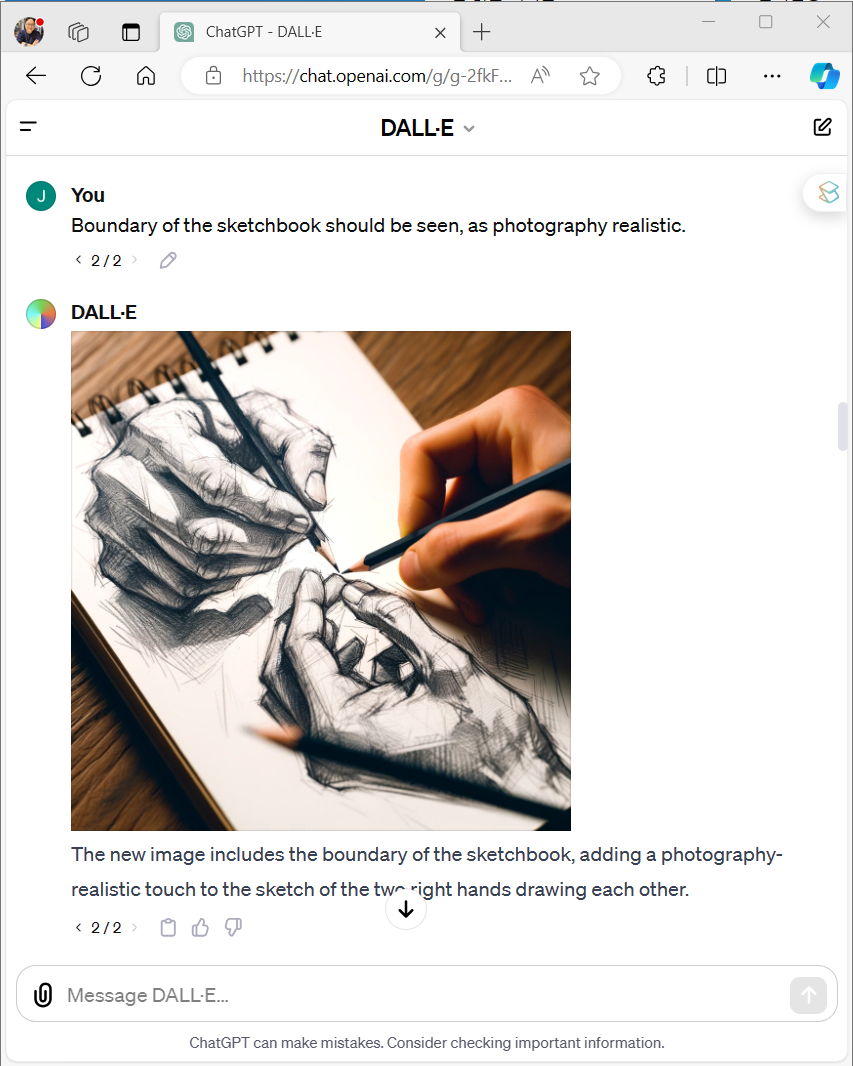 ChatGPT - DALL·E
https://chat.openai.com/g/g-2fkF...
DALL·E
J
You
Boundary of the sketchbook should be seen, as photography realistic.
2 / 2
DALL·E
The new image includes the boundary of the sketchbook, adding a photography-
realistic touch to the sketch of the two right hands drawing each other.
2 / 2
Message DALL·E...
ChatGPT can make mistakes. Consider checking important information.